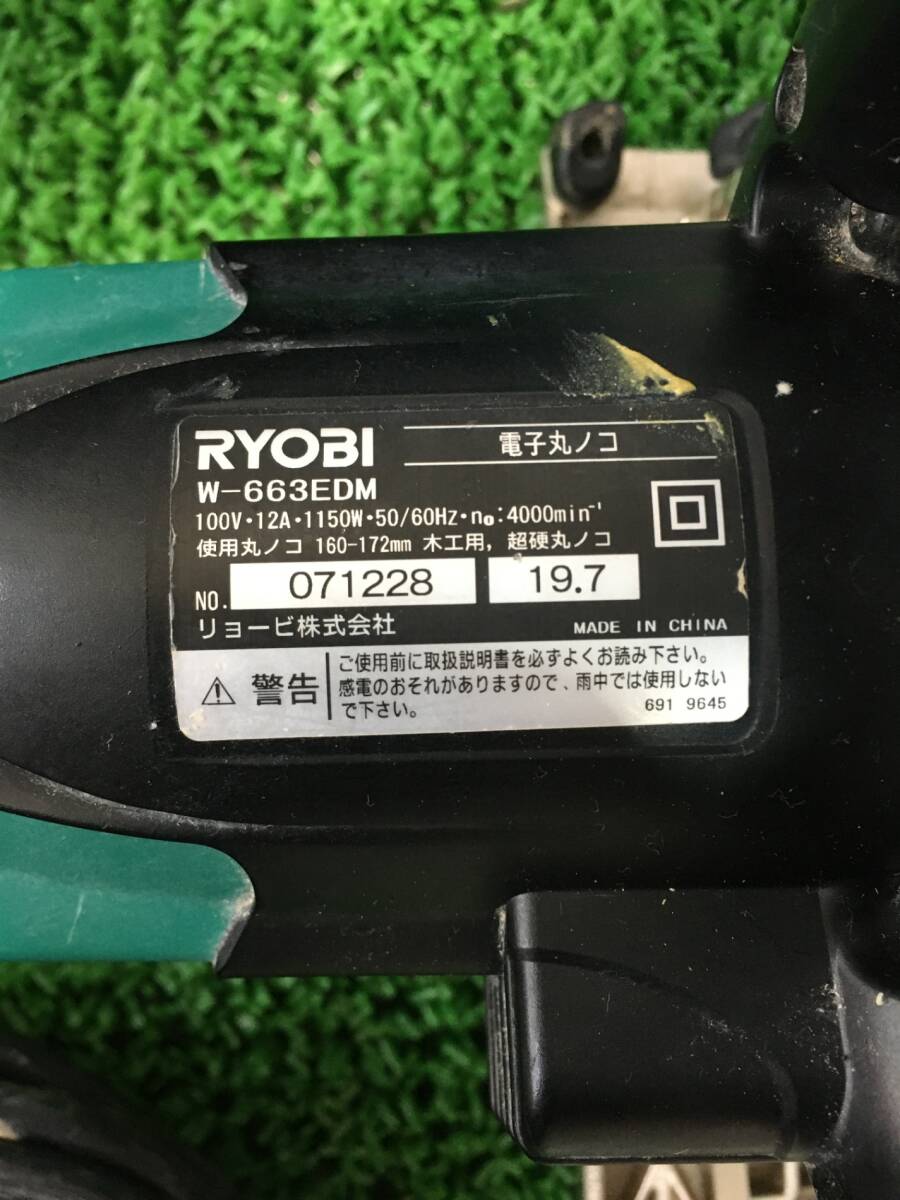 RYOBI 電子丸ノコ
W-663EDM
100V・12A・1150W・50/60Hz・no:4000min⁻¹
使用丸ノコ 160-172mm 木工用, 超硬丸ノコ
NO. 071228 19.7
リョービ株式会社 MADE IN CHINA
警告
ご使用前に取扱説明書を必ずよくお読み下さい。
感電のおそれがありますので、雨中では使用しない
で下さい。 691 9645